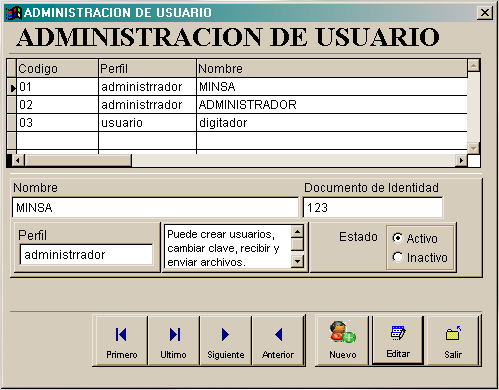 ADMINISTRACION DE USUARIO
ADMINISTRACION DE USUARIO
Codigo Perfil Nombre
01 administrrador MINSA
02 administrrador ADMINISTRADOR
03 usuario digitador
Nombre Documento de Identidad
MINSA 123
Perfil
administrrador
Puede crear usuarios,
cambiar clave, recibir y
enviar archivos.
Estado Activo
Inactivo
Primero Ultimo Siguiente Anterior Nuevo Editar Salir